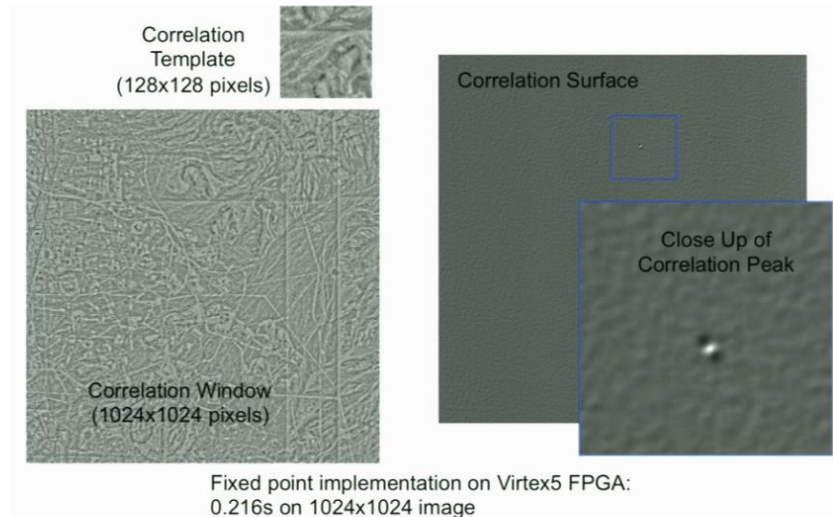 Correlation
Template
(128x128 pixels)
Correlation Surface
Close Up of
Correlation Peak
Correlation Window
(1024x1024 pixels)
Fixed point implementation on Virtex5 FPGA:
0.216s on 1024x1024 image